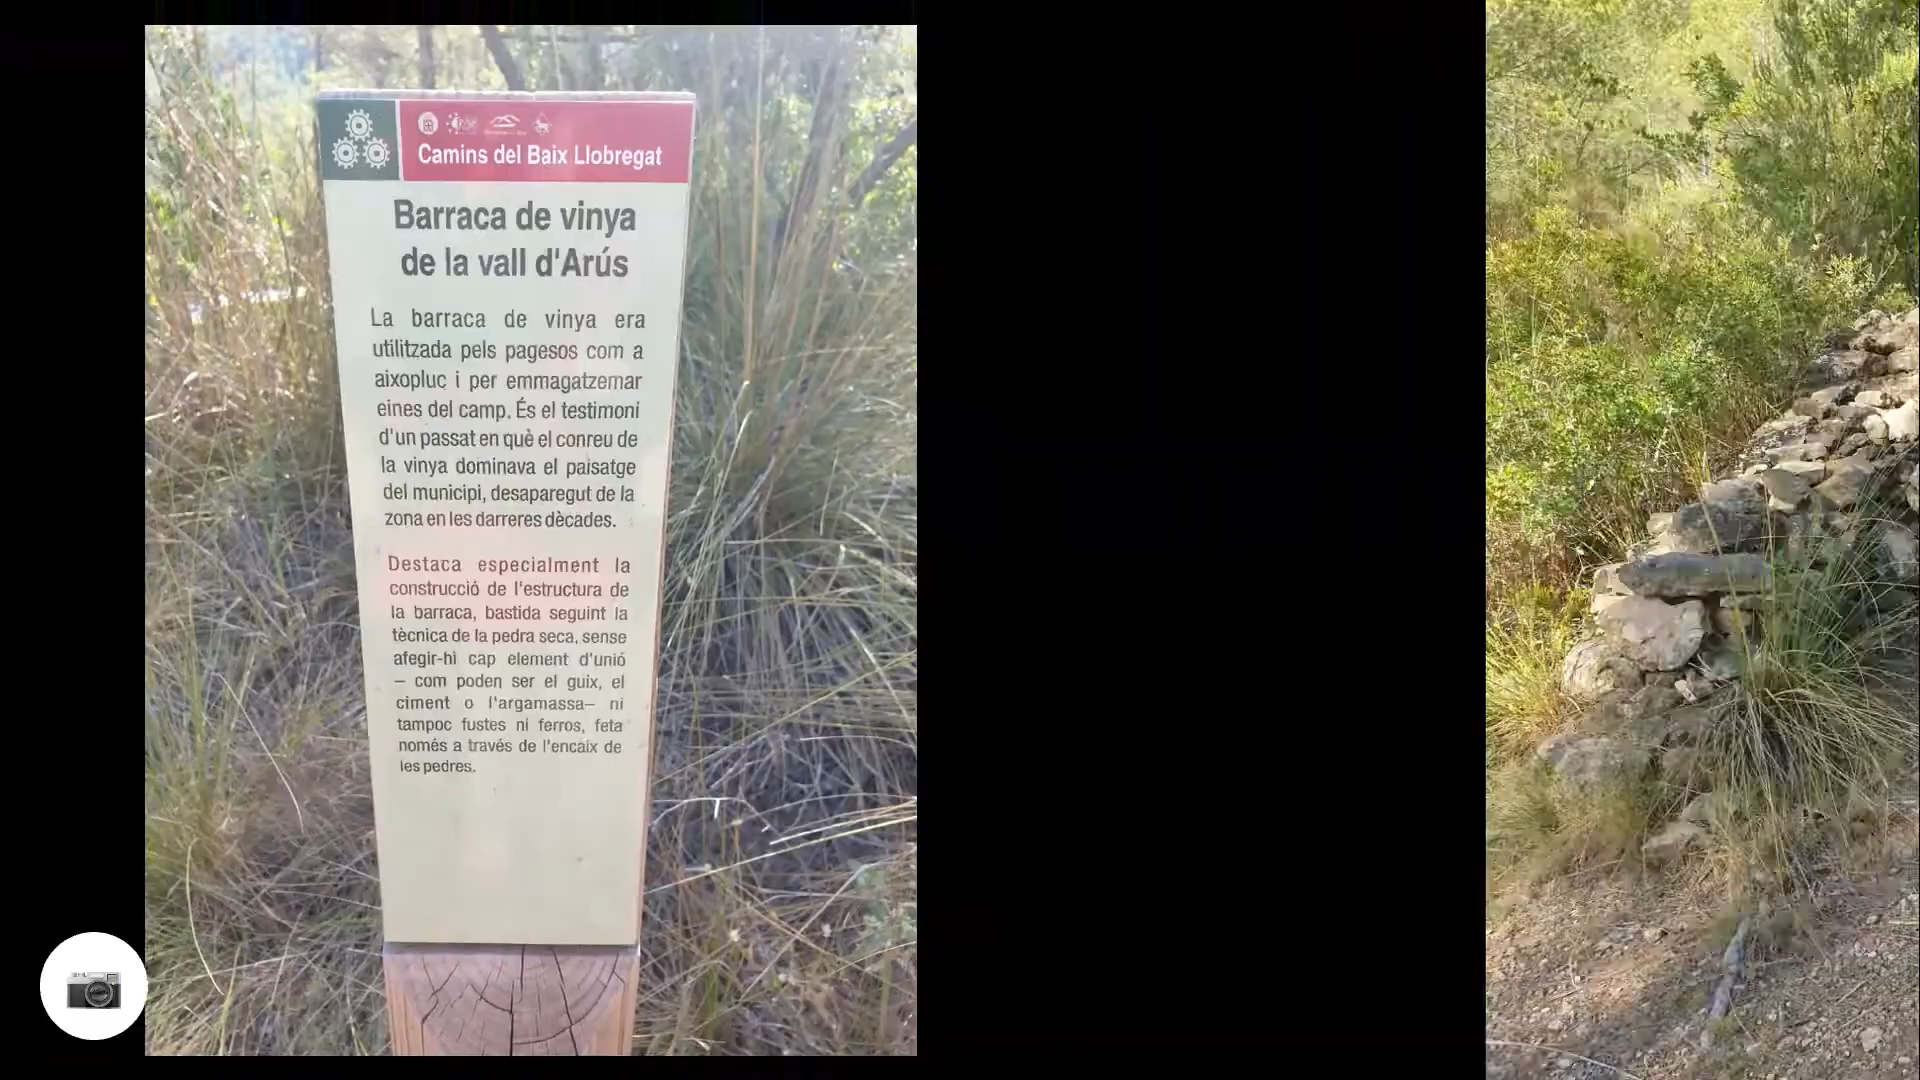 Camins del Baix Llobregat
Barraca de vinya
de la vall d'Arús
La barraca de vinya era
utilitzada pels pagesos com a
aixopluc i per emmagatzemar
eines del camp. És el testimoni
d'un passat en què el conreu de
la vinya dominava el paisatge
del municipi, desaparegut de la
zona en les darreres dècades.
Destaca especialment la
construcció de l'estructura de
la barraca, bastida seguint la
tècnica de la pedra seca, sense
afegir-hi cap element d'unió
– com poden ser el guix, el
ciment o l'argamassa– ni
tampoc fustes ni ferros, feta
només a través de l'encaix de
les pedres.